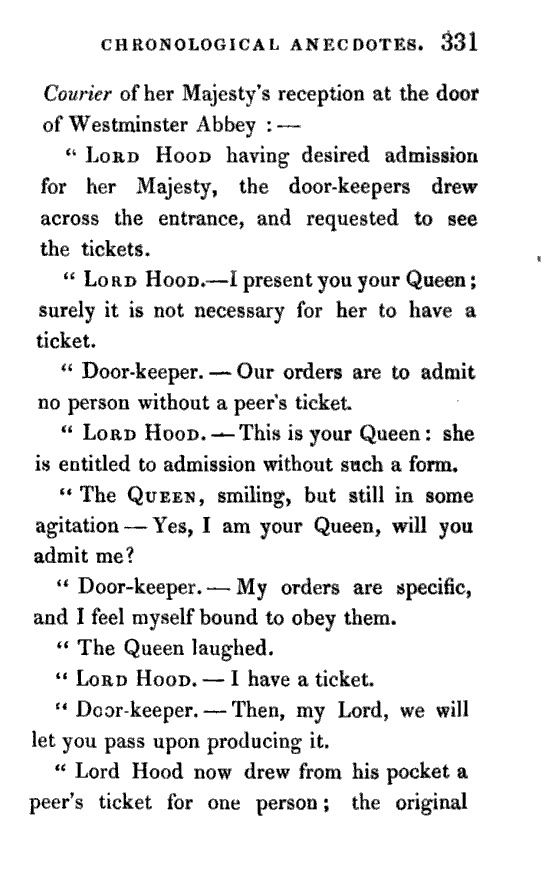 CHRONOLOGICAL ANECDOTES. 331
Courier of her Majesty's reception at the door
of Westminster Abbey : —
“ LORD HOOD having desired admission
for her Majesty, the door-keepers drew
across the entrance, and requested to see
the tickets.
“ LORD HOOD.—I present you your Queen ;
surely it is not necessary for her to have a
ticket.
“ Door-keeper. — Our orders are to admit
no person without a peer's ticket.
“ LORD HOOD. — This is your Queen : she
is entitled to admission without such a form.
“ The QUEEN, smiling, but still in some
agitation — Yes, I am your Queen, will you
admit me?
“ Door-keeper. — My orders are specific,
and I feel myself bound to obey them.
“ The Queen laughed.
“ LORD HOOD. — I have a ticket.
“ Door-keeper. — Then, my Lord, we will
let you pass upon producing it.
“ Lord Hood now drew from his pocket a
peer's ticket for one person ; the original